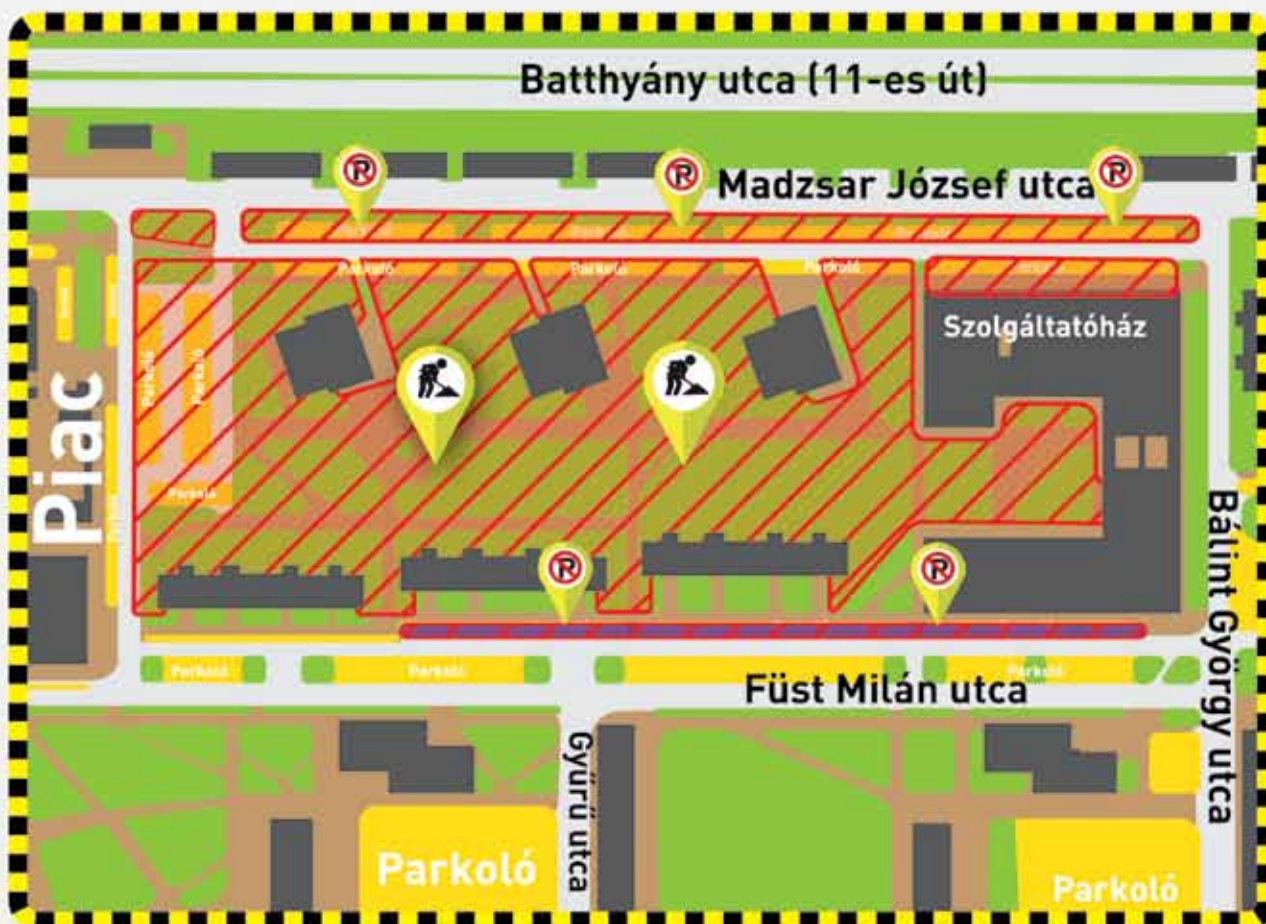 Batthyány utca (11-es út)
Madzsar József utca
Parkoló
Parkoló
Parkoló
Szolgáltatóház
Parkoló
Parkoló
Piac
Parkoló
Bálint György utca
Parkoló
Parkoló
Parkoló
Füst Milán utca
Gyűrű utca
Parkoló
Parkoló